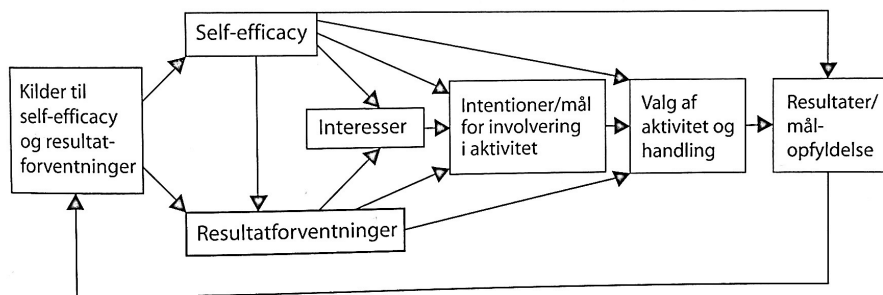 Self-efficacy
Kilder til
self-efficacy
og resultat-
forventninger
Interesser
Intentioner/mål
for involvering
i aktivitet
Valg af
aktivitet og
handling
Resultater/
mål-
opfyldelse
Resultatforventninger